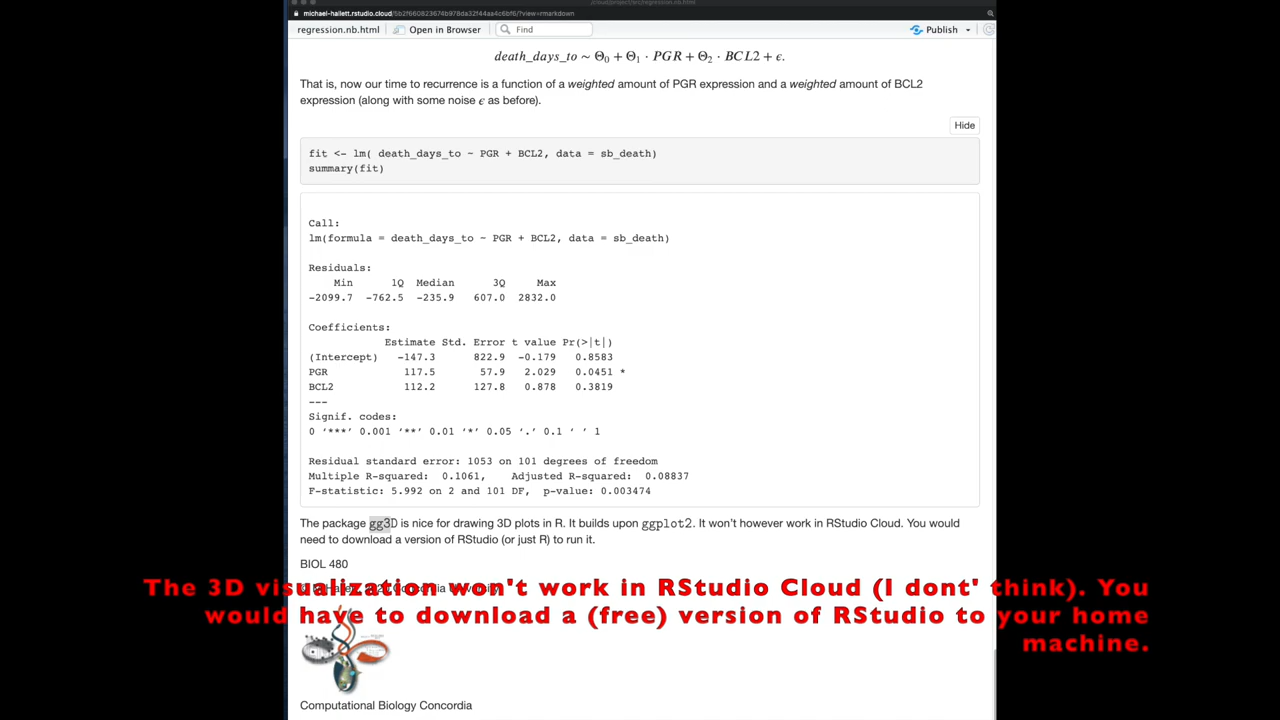 /cloud/project/src/regression.nb.html
michael-hallett.rstudio.cloud/5b2f660823674b978da32f44aa4c6bf6/?view=rmarkdown
regression.nb.html Open in Browser Find Publish
death_days_to ∼ Θ0 + Θ1 · PGR + Θ2 · BCL2 + ϵ.
That is, now our time to recurrence is a function of a weighted amount of PGR expression and a weighted amount of BCL2
expression (along with some noise ϵ as before).
Hide
fit <- lm( death_days_to ~ PGR + BCL2, data = sb_death)
summary(fit)
Call:
lm(formula = death_days_to ~ PGR + BCL2, data = sb_death)
Residuals:
Min 1Q Median 3Q Max
-2099.7 -762.5 -235.9 607.0 2832.0
Coefficients:
Estimate Std. Error t value Pr(>|t|)
(Intercept) -147.3 822.9 -0.179 0.8583
PGR 117.5 57.9 2.029 0.0451 *
BCL2 112.2 127.8 0.878 0.3819
---
Signif. codes:
0 ‘***’ 0.001 ‘**’ 0.01 ‘*’ 0.05 ‘.’ 0.1 ‘ ’ 1
Residual standard error: 1053 on 101 degrees of freedom
Multiple R-squared: 0.1061, Adjusted R-squared: 0.08837
F-statistic: 5.992 on 2 and 101 DF, p-value: 0.003474
The package gg3D is nice for drawing 3D plots in R. It builds upon ggplot2. It won’t however work in RStudio Cloud. You would
need to download a version of RStudio (or just R) to run it.
BIOL 480
The 3D visualization won't work in RStudio Cloud (I dont' think). You
would have to download a (free) version of RStudio to your home
machine.
Computational Biology Concordia